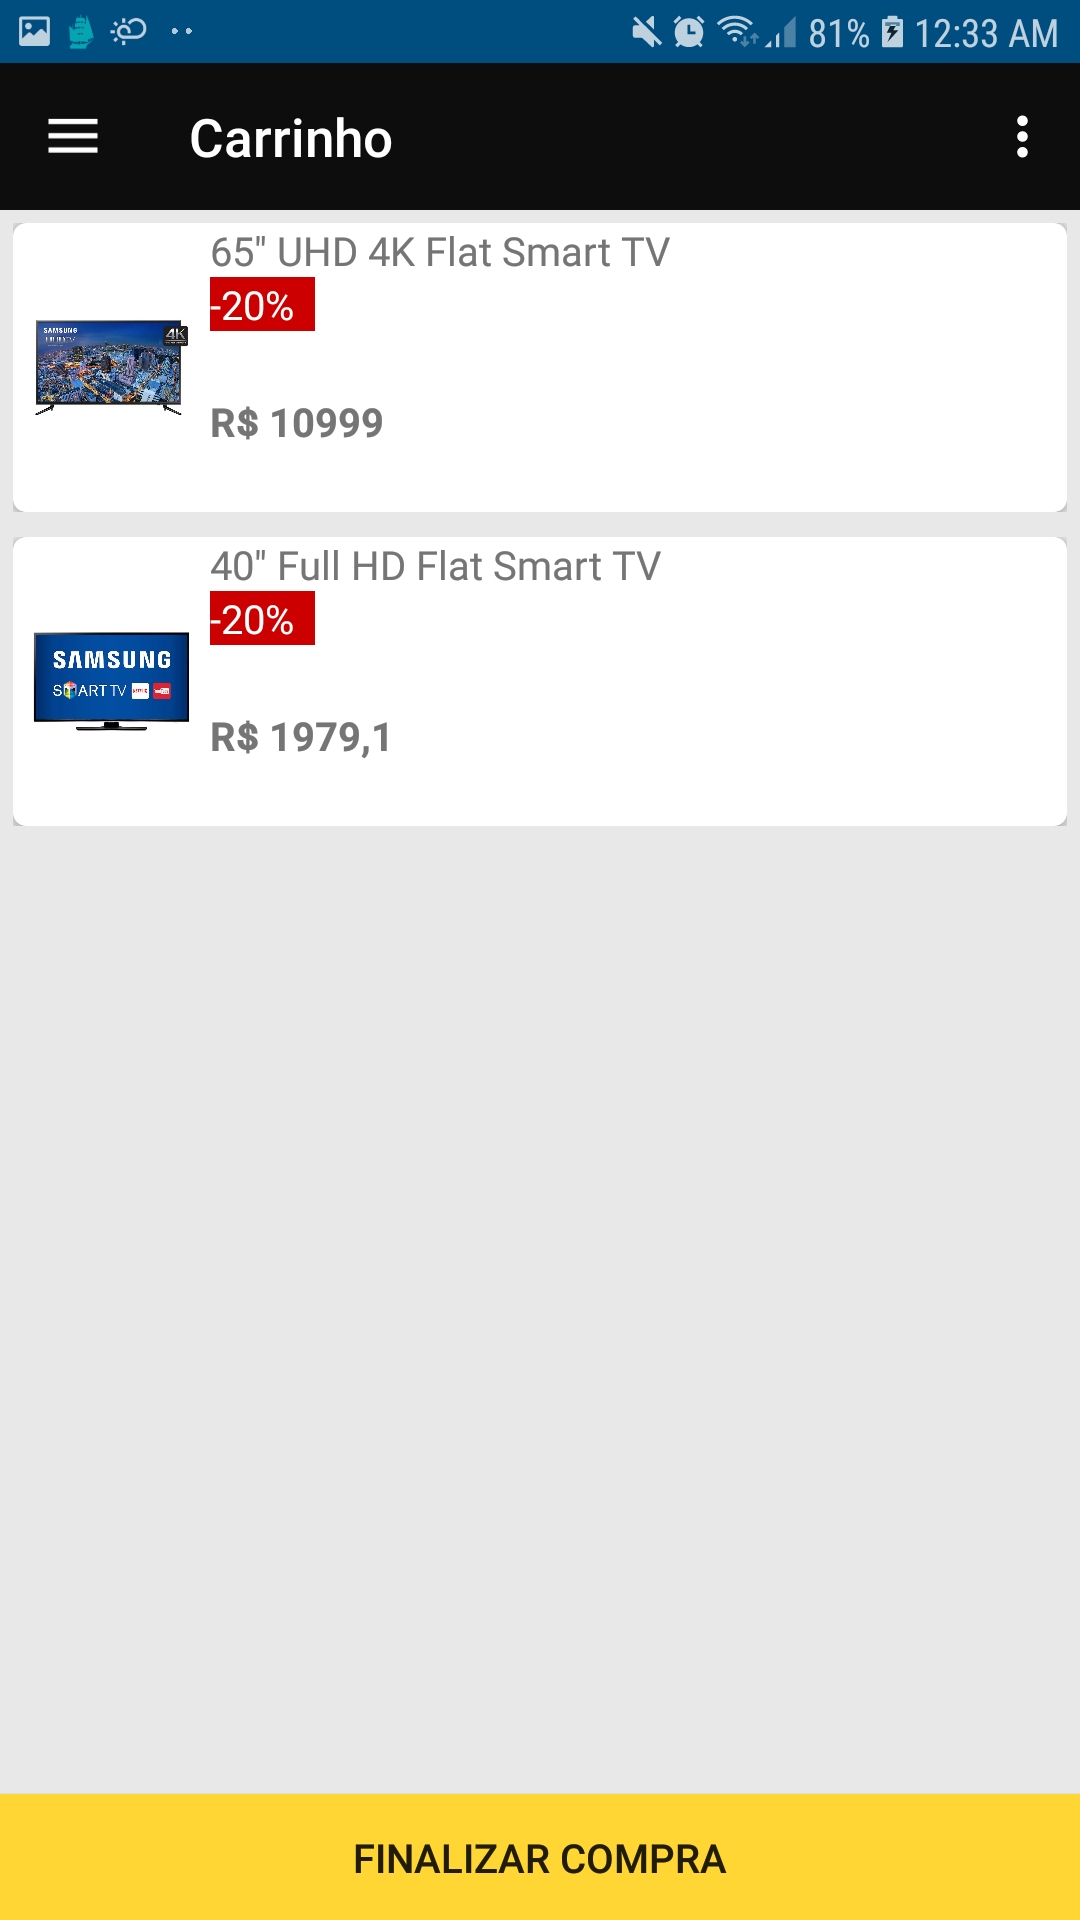 81% 12:33 AM
Carrinho
65" UHD 4K Flat Smart TV
-20%
SAMSUNG
4K
R$ 10999
40" Full HD Flat Smart TV
-20%
SAMSUNG
SMART TV
R$ 1979,1
FINALIZAR COMPRA